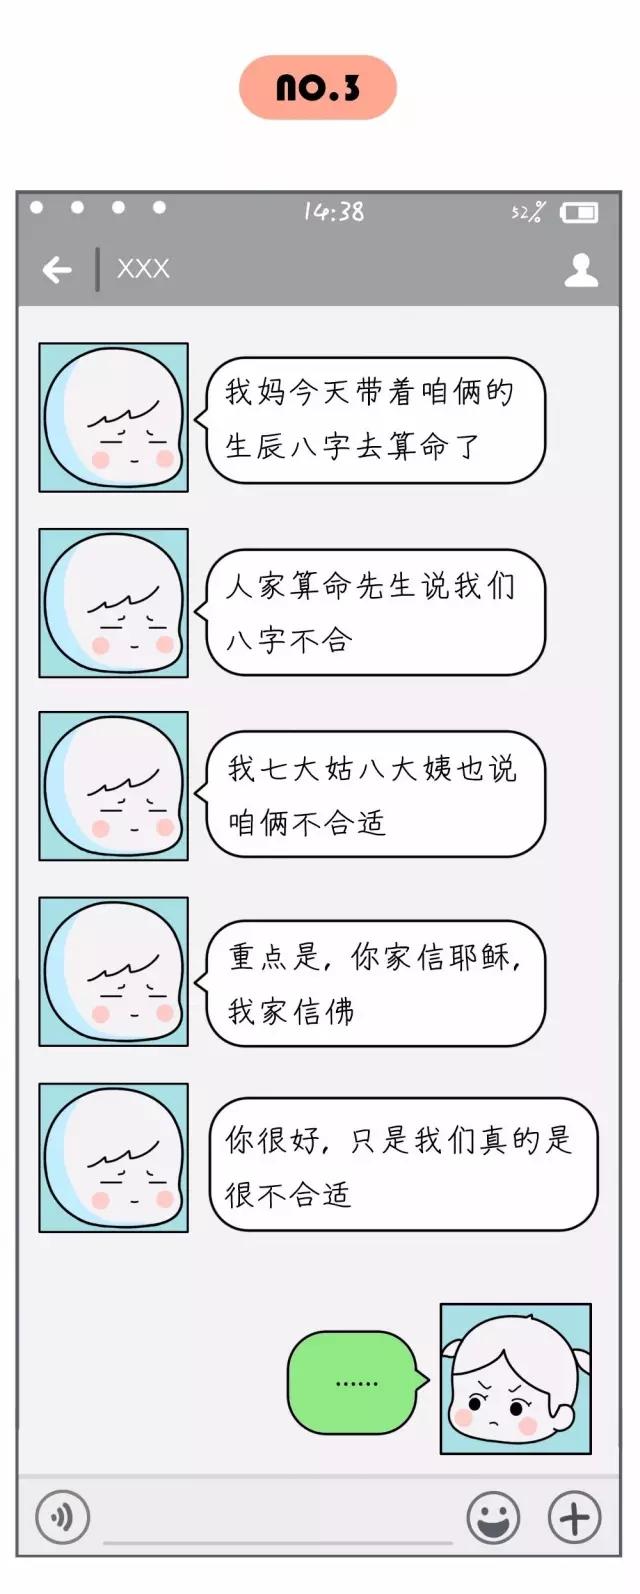 NO.3
14:38
52%
XXX
我妈今天带着咱俩的
生辰八字去算命了
人家算命先生说我们
八字不合
我七大姑八大姨也说
咱俩不合适
重点是，你家信耶稣，
我家信佛
你很好，只是我们真的是
很不合适
……